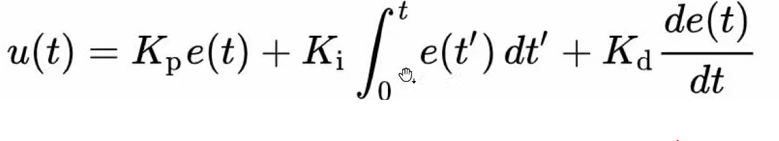 u(t) = K_p e(t) + K_i ∫_0^t e(t′) dt′ + K_d de(t)/dt